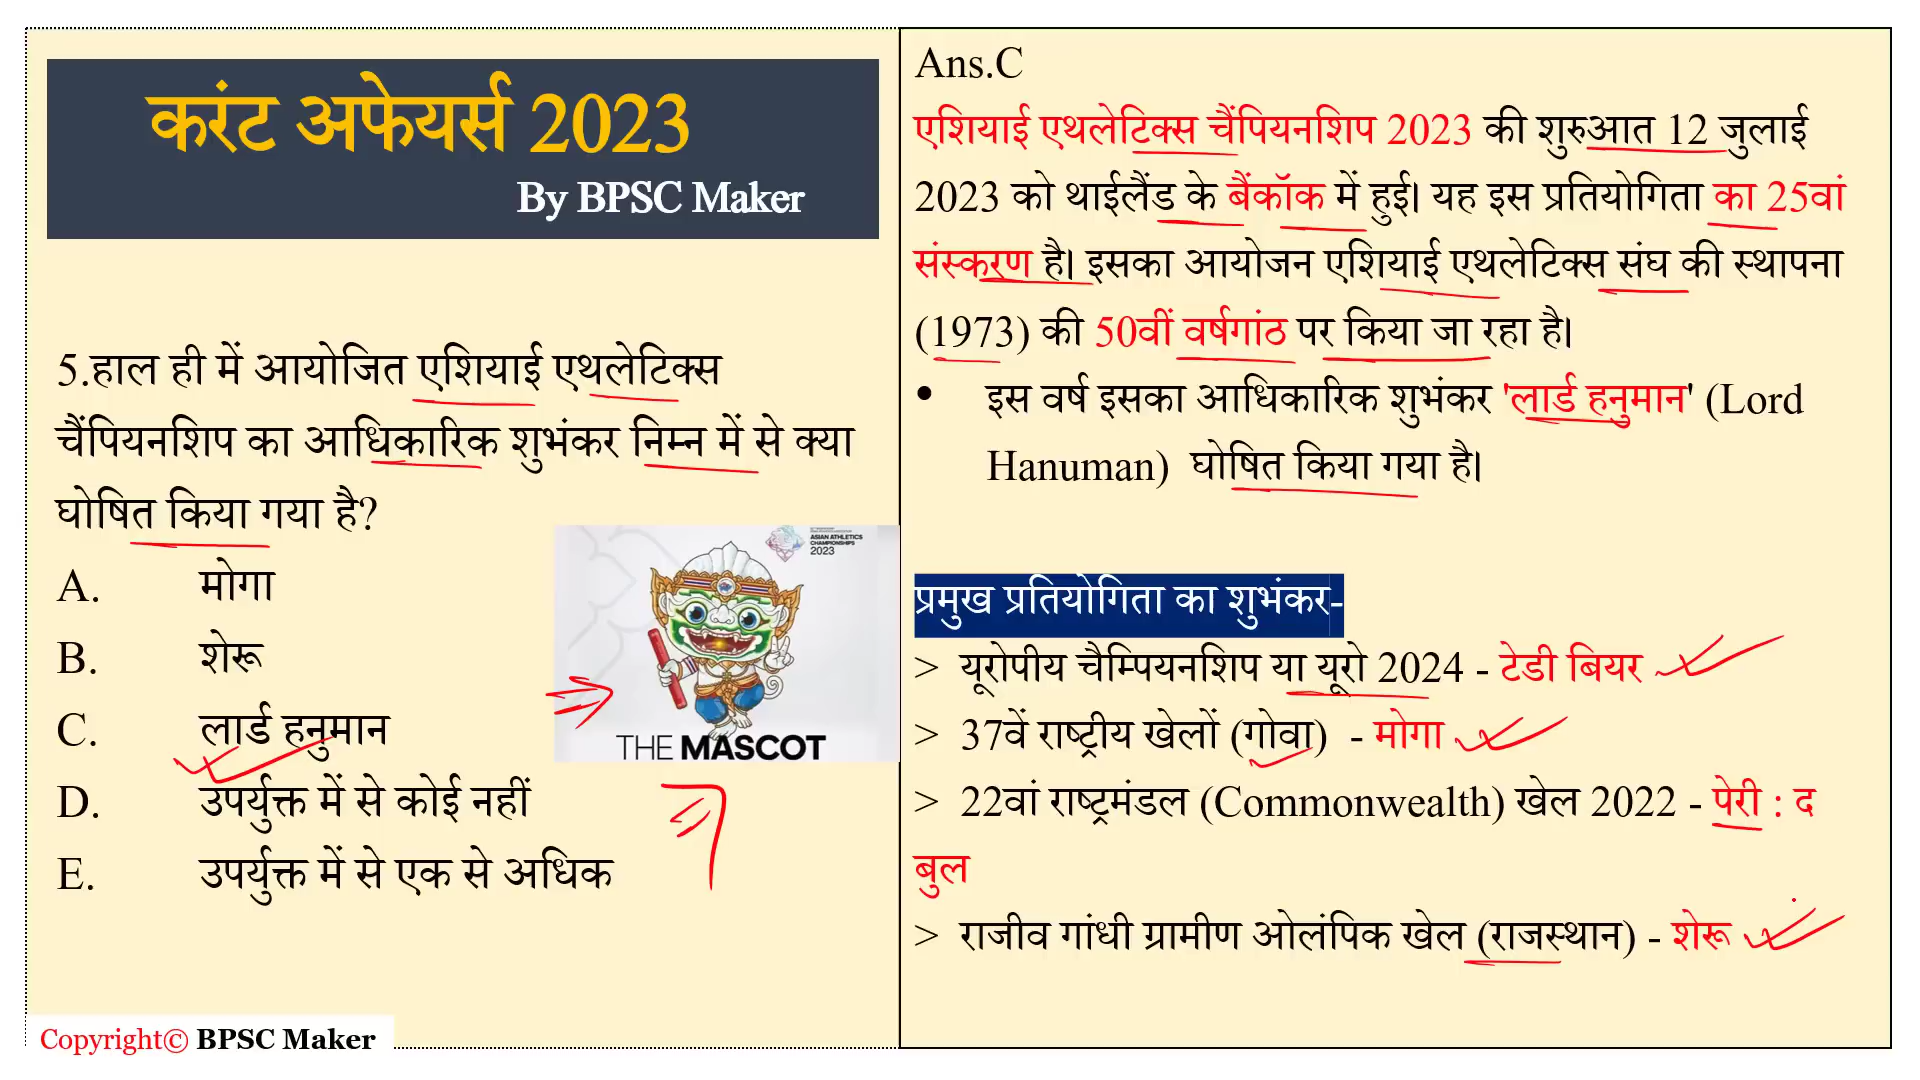 करंट अफेयर्स 2023
By BPSC Maker
5.हाल ही में आयोजित एशियाई एथलेटिक्स
चैंपियनशिप का आधिकारिक शुभंकर निम्न में से क्या
घोषित किया गया है?
A. मोगा
B. शेरू
C. लार्ड हनुमान
D. उपर्युक्त में से कोई नहीं
E. उपर्युक्त में से एक से अधिक
ASIAN ATHLETICS
CHAMPIONSHIPS
2023
THE MASCOT
Copyright© BPSC Maker
Ans.C
एशियाई एथलेटिक्स चैंपियनशिप 2023 की शुरुआत 12 जुलाई
2023 को थाईलैंड के बैंकॉक में हुई। यह इस प्रतियोगिता का 25वां
संस्करण है। इसका आयोजन एशियाई एथलेटिक्स संघ की स्थापना
(1973) की 50वीं वर्षगांठ पर किया जा रहा है।
• इस वर्ष इसका आधिकारिक शुभंकर 'लार्ड हनुमान' (Lord
Hanuman) घोषित किया गया है।
प्रमुख प्रतियोगिता का शुभंकर-
> यूरोपीय चैम्पियनशिप या यूरो 2024 - टेडी बियर
> 37वें राष्ट्रीय खेलों (गोवा) - मोगा
> 22वां राष्ट्रमंडल (Commonwealth) खेल 2022 - पेरी : द
बुल
> राजीव गांधी ग्रामीण ओलंपिक खेल (राजस्थान) - शेरू